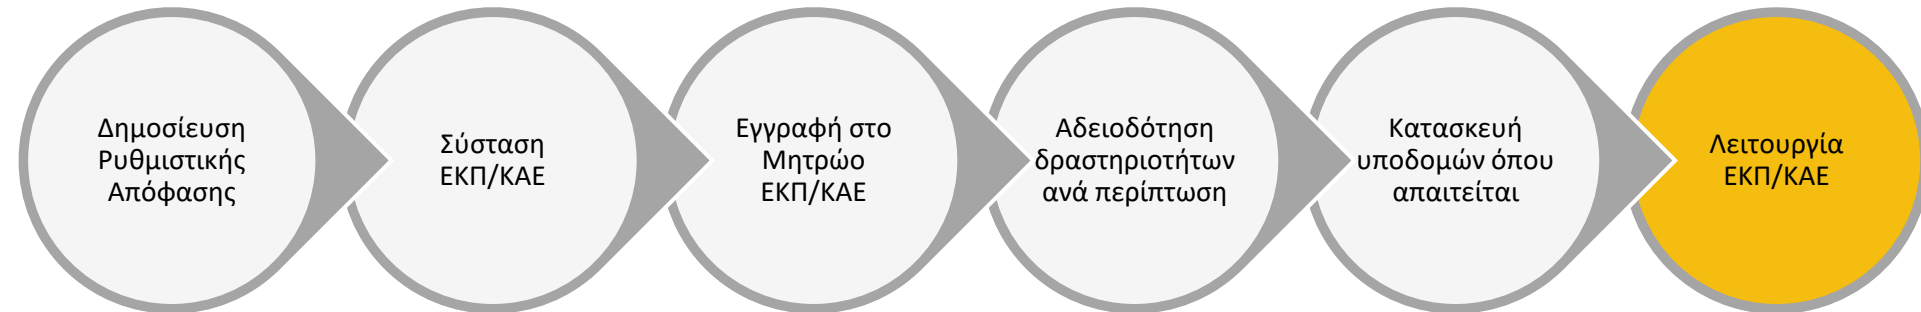 Δημοσίευση
Ρυθμιστικής
Απόφασης
Σύσταση
ΕΚΠ/ΚΑΕ
Εγγραφή στο
Μητρώο
ΕΚΠ/ΚΑΕ
Αδειοδότηση
δραστηριοτήτων
ανά περίπτωση
Κατασκευή
υποδομών όπου
απαιτείται
Λειτουργία
ΕΚΠ/ΚΑΕ